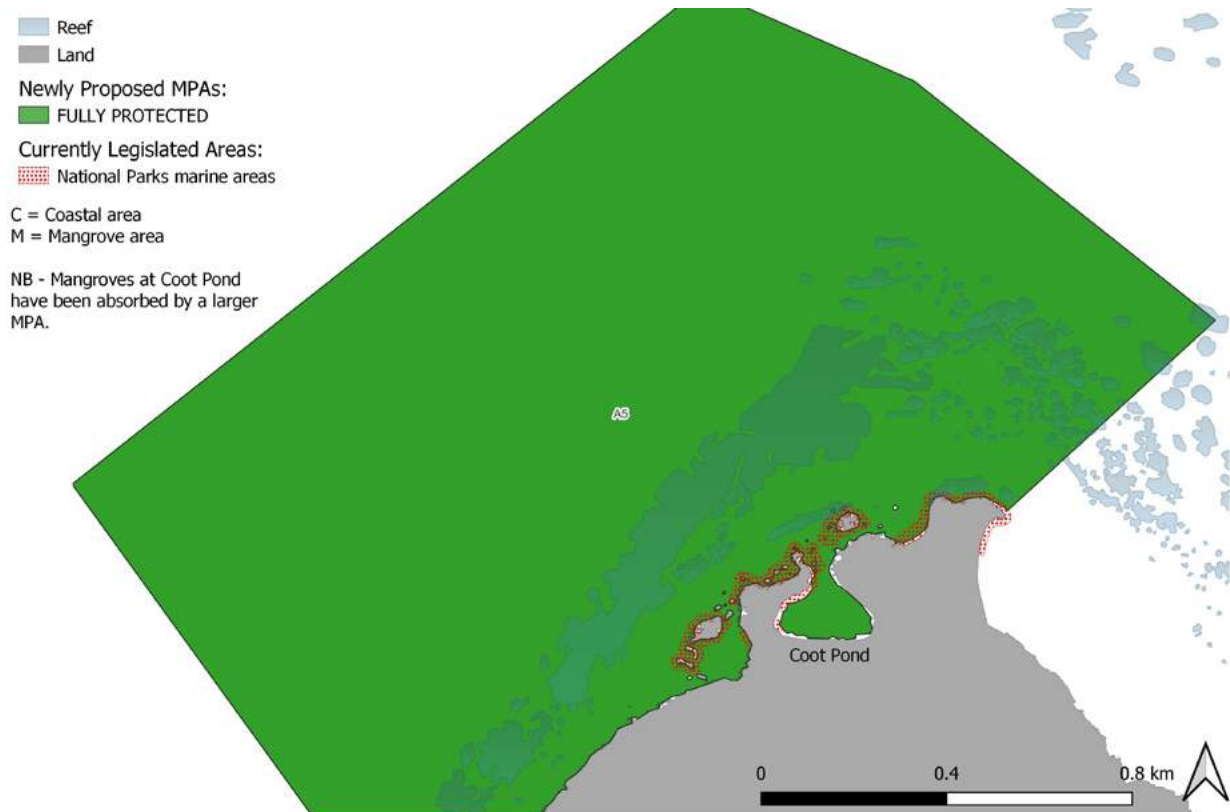 Reef
Land
Newly Proposed MPAs:
FULLY PROTECTED
Currently Legislated Areas:
National Parks marine areas
C = Coastal area
M = Mangrove area
NB - Mangroves at Coot Pond
have been absorbed by a larger
MPA.
A5
Coot Pond
0 0.4 0.8 km